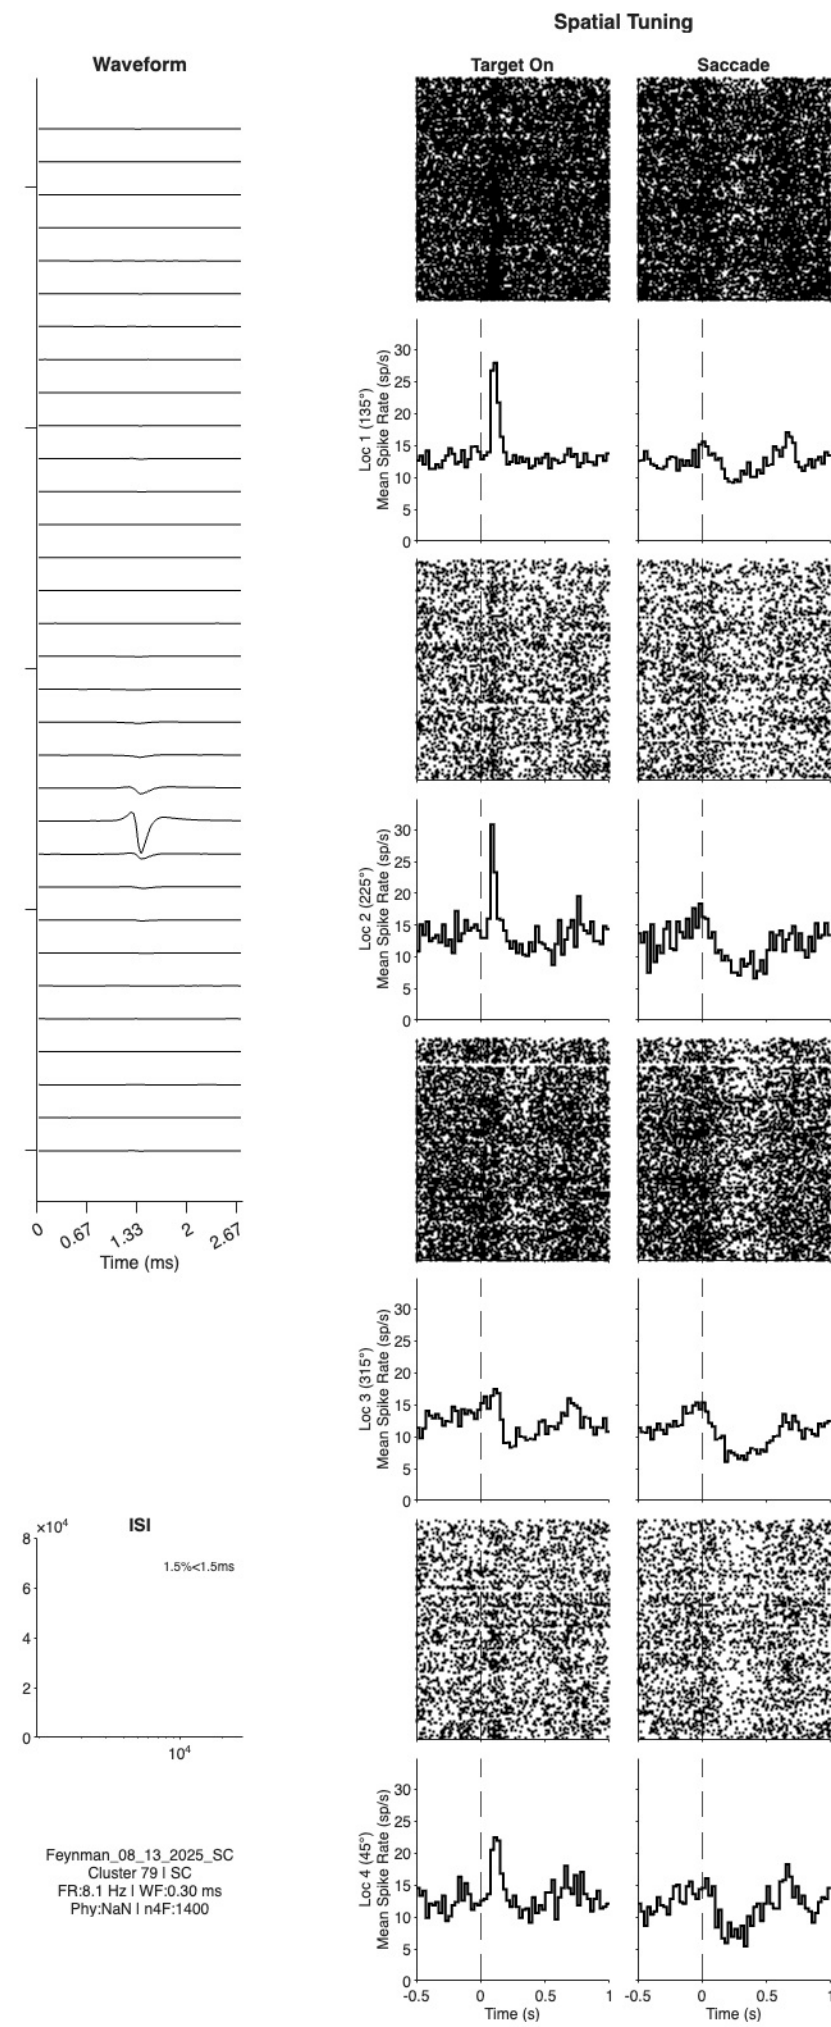 Spatial Tuning
Waveform
Target On
Saccade
30
25
20
15
10
5
0
Loc 1 (135°)
Mean Spike Rate (sp/s)
30
25
20
15
10
5
0
Loc 2 (225°)
Mean Spike Rate (sp/s)
0
0.67
1.33
2
2.67
Time (ms)
30
25
20
15
10
5
0
Loc 3 (315°)
Mean Spike Rate (sp/s)
×10⁴
ISI
8
6
4
2
0
1.5%<1.5ms
10⁴
30
25
20
15
10
5
0
Loc 4 (45°)
Mean Spike Rate (sp/s)
Feynman_08_13_2025_SC
Cluster 79 | SC
FR:8.1 Hz | WF:0.30 ms
Phy:NaN | n4F:1400
-0.5 0 0.5 1
Time (s)
-0.5 0 0.5 1
Time (s)